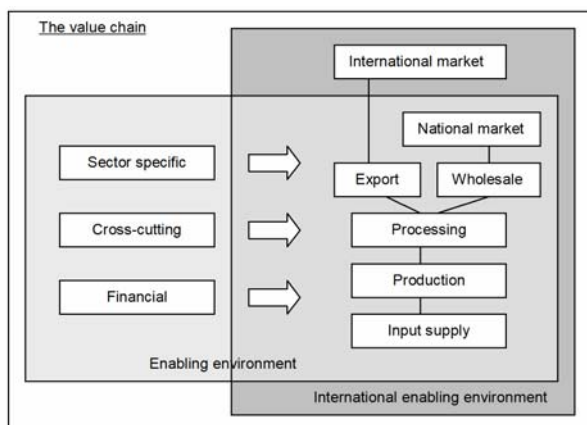 The value chain
International market
National market
Sector specific
Export
Wholesale
Cross-cutting
Processing
Financial
Production
Input supply
Enabling environment
International enabling environment